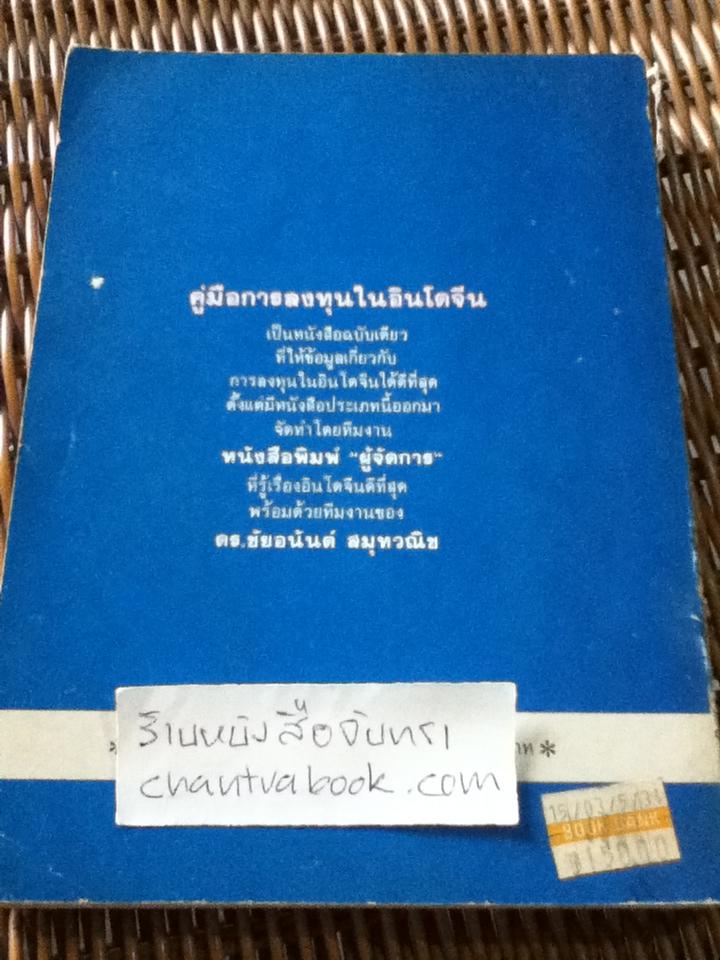 คู่มือการลงทุนในอินโดจีน
เป็นหนังสือฉบับเดียว
ที่ให้ข้อมูลเกี่ยวกับ
การลงทุนในอินโดจีนได้ดีที่สุด
ตั้งแต่มีหนังสือประเภทนี้ออกมา
จัดทำโดยทีมงาน
หนังสือพิมพ์ "ผู้จัดการ"
ที่รู้เรื่องอินโดจีนดีที่สุด
พร้อมด้วยทีมงานของ
ดร.ชัยอนันต์ สมุทวณิช
ร้านหนังสือจันทรา
chantrabook.com
BOOK BANK